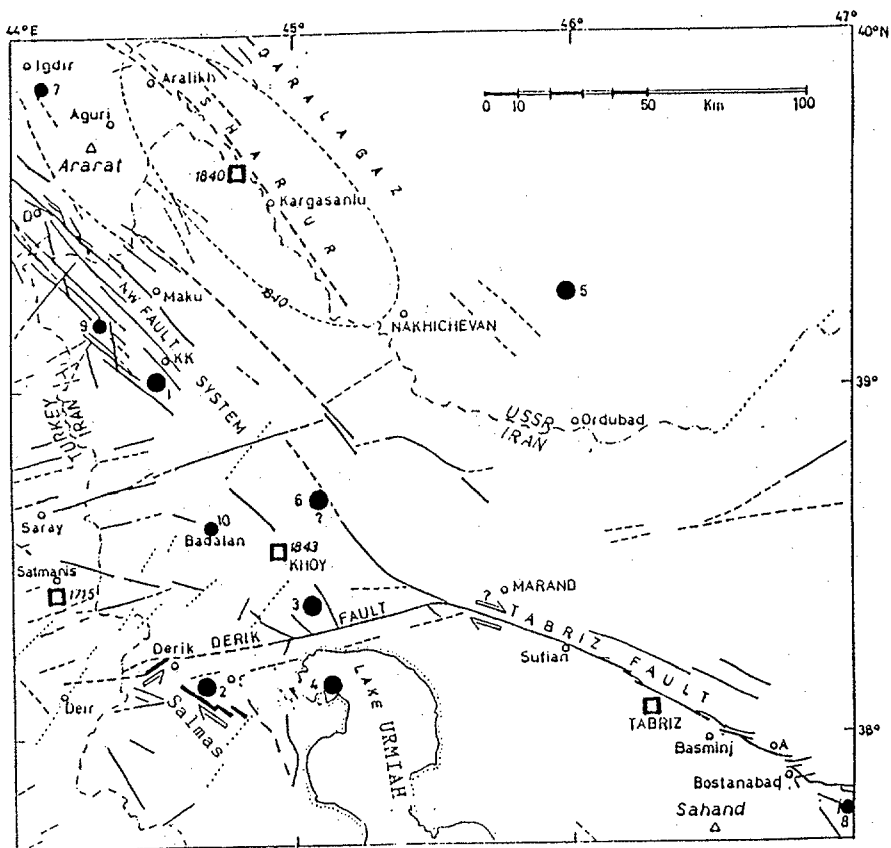 44°E
45°
46°
47°
40°N
Igdir
7
Aralikh
Aguri
Ararat
QARALAGAZ
SHARUR
0 10 50 100
Km
1840
Kargasanlu
1840
D
Maku
NW FAULT SYSTEM
9
KK
NAKHICHEVAN
5
39°
TURKEY
IRAN
USSR
IRAN
Ordubad
Saray
6
?
10
Badalan
1843
KHOY
Salmanis
1715
MARAND
?
3
DERIK FAULT
TABRIZ FAULT
Sufian
Derik
2
Salmas
4
LAKE URMIAH
Deir
TABRIZ
38°
Basminj
A
Bostanabad
Sahand
8